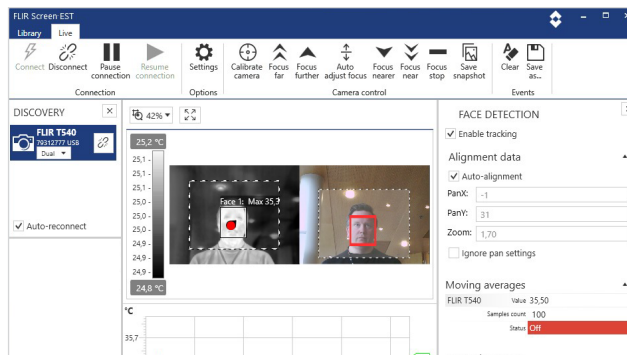 FLIR Screen EST
Library Live
Connect Disconnect Pause connection Resume connection Settings Calibrate camera Focus far Focus further Auto adjust focus Focus nearer Focus near Focus stop Save snapshot Clear Save as...
Connection Options Camera control Events
DISCOVERY
FLIR T540
79312777 USB
Dual
Auto-reconnect
42%
25,2 °C
25,1
25,1
25,1
25,0
25,0
25,0
24,9
24,9
24,9
24,8 °C
Face 1: Max 35,3
°C
35,7
FACE DETECTION
Enable tracking
Alignment data
Auto-alignment
PanX: -1
PanY: 31
Zoom: 1,70
Ignore pan settings
Moving averages
FLIR T540 Value 35,50
Samples count 100
Status Off